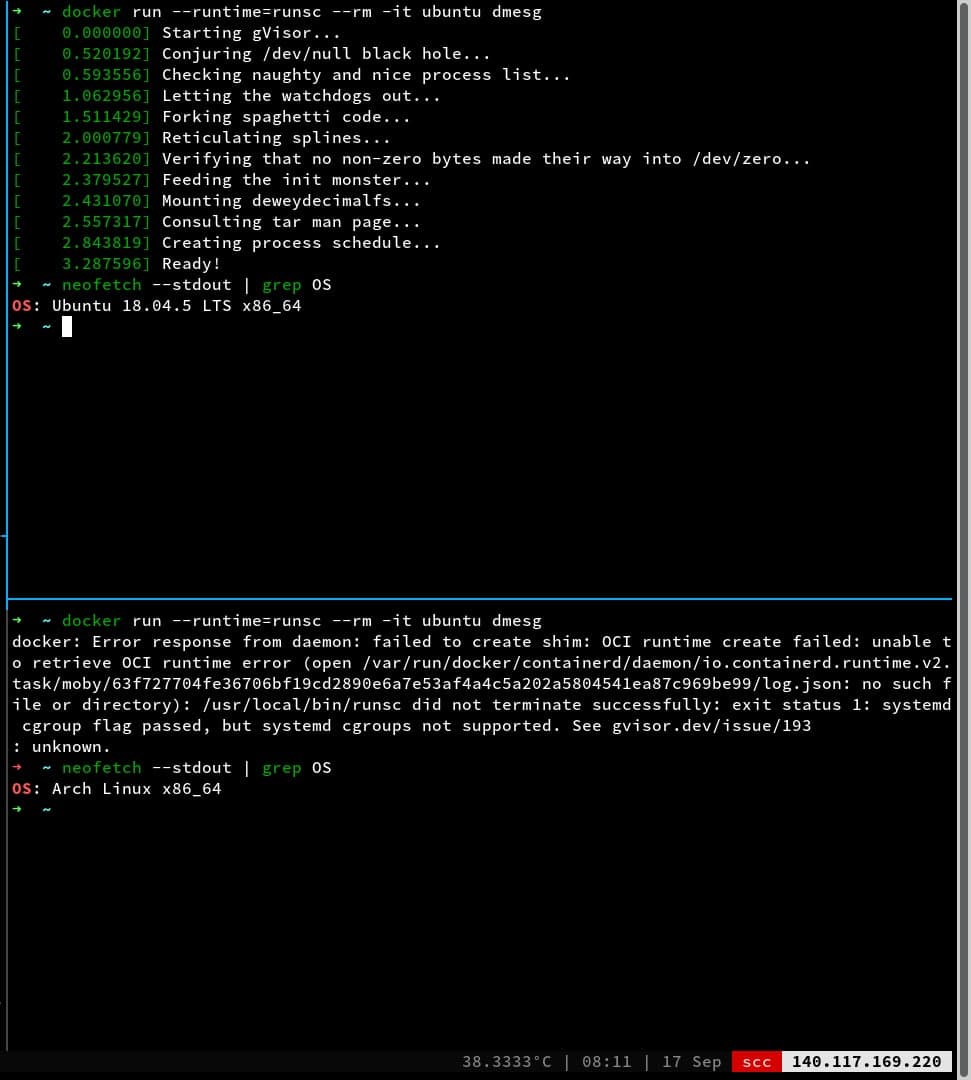 ➜  ~ docker run --runtime=runsc --rm -it ubuntu dmesg
[    0.000000] Starting gVisor...
[    0.520192] Conjuring /dev/null black hole...
[    0.593556] Checking naughty and nice process list...
[    1.062956] Letting the watchdogs out...
[    1.511429] Forking spaghetti code...
[    2.000779] Reticulating splines...
[    2.213620] Verifying that no non-zero bytes made their way into /dev/zero...
[    2.379527] Feeding the init monster...
[    2.431070] Mounting deweydecimalfs...
[    2.557317] Consulting tar man page...
[    2.843819] Creating process schedule...
[    3.287596] Ready!
➜  ~ neofetch --stdout | grep OS
OS: Ubuntu 18.04.5 LTS x86_64
➜  ~
➜  ~ docker run --runtime=runsc --rm -it ubuntu dmesg
docker: Error response from daemon: failed to create shim: OCI runtime create failed: unable t
o retrieve OCI runtime error (open /var/run/docker/containerd/daemon/io.containerd.runtime.v2.
task/moby/63f727704fe36706bf19cd2890e6a7e53af4a4c5a202a5804541ea87c969be99/log.json: no such f
ile or directory): /usr/local/bin/runsc did not terminate successfully: exit status 1: systemd
 cgroup flag passed, but systemd cgroups not supported. See gvisor.dev/issue/193
: unknown.
➜  ~ neofetch --stdout | grep OS
OS: Arch Linux x86_64
➜  ~
38.3333°C | 08:11 | 17 Sep  scc  140.117.169.220